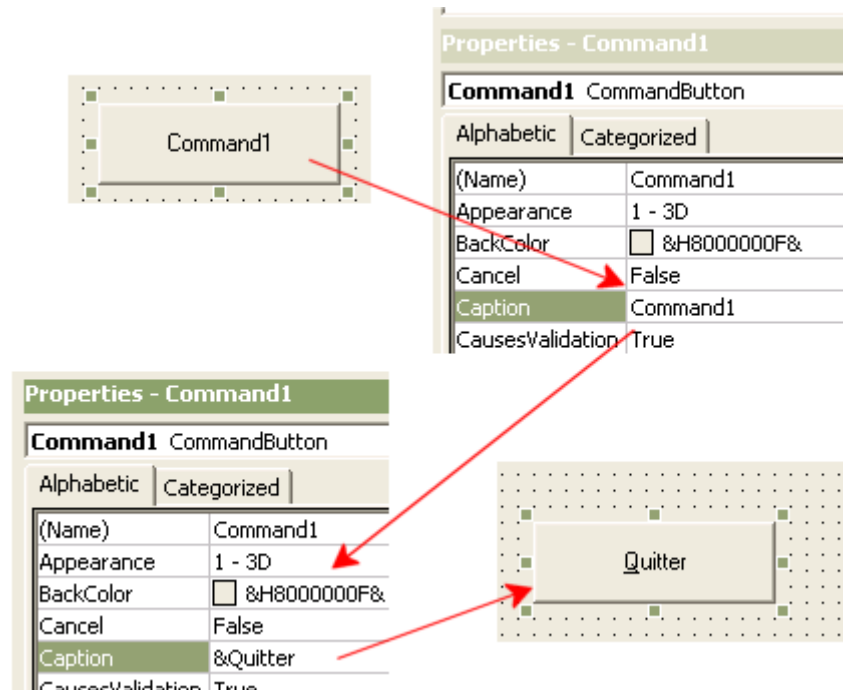 Command1
Properties - Command1
Command1 CommandButton
Alphabetic Categorized
(Name) Command1
Appearance 1 - 3D
BackColor &H8000000F&
Cancel False
Caption Command1
CausesValidation True
Properties - Command1
Command1 CommandButton
Alphabetic Categorized
(Name) Command1
Appearance 1 - 3D
BackColor &H8000000F&
Cancel False
Caption &Quitter
CausesValidation True
Quitter